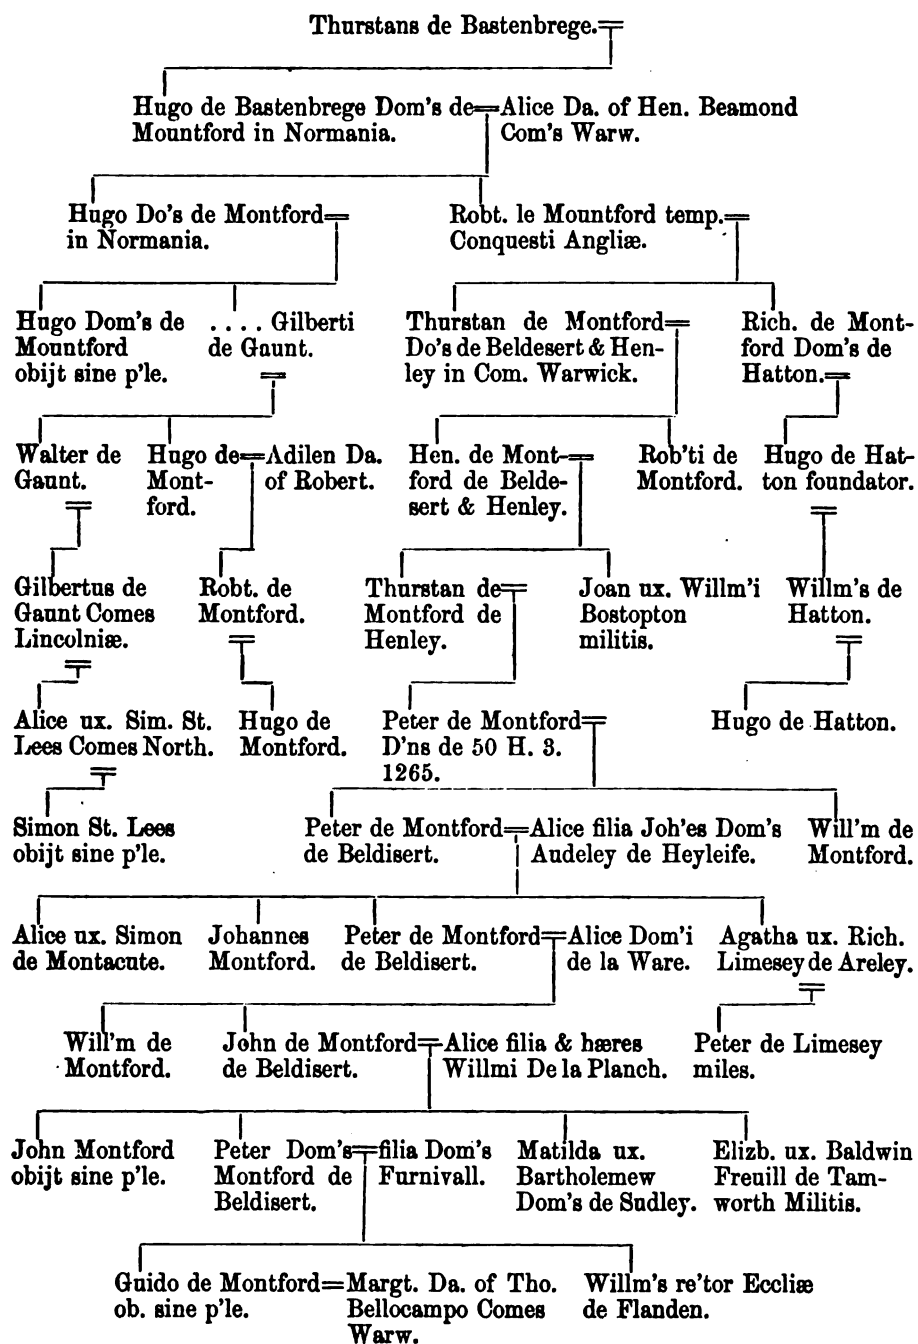 Thurstans de Bastenbrege.
Hugo de Bastenbrege Dom's de
Mountford in Normania.
Alice Da. of Hen. Beamond
Com's Warw.
Hugo Do's de Montford
in Normania.
Robt. le Mountford temp.
Conquesti Angliæ.
Hugo Dom's de
Mountford
obijt sine p'le.
.... Gilberti
de Gaunt.
Thurstan de Montford
Do's de Beldesert & Hen-
ley in Com. Warwick.
Rich. de Mont-
ford Dom's de
Hatton.
Walter de
Gaunt.
Hugo de
Mont-
ford.
Adilen Da.
of Robert.
Hen. de Mont-
ford de Belde-
sert & Henley.
Rob'ti de
Montford.
Hugo de Hat-
ton foundator.
Gilbertus de
Gaunt Comes
Lincolniæ.
Robt. de
Montford.
Thurstan de
Montford de
Henley.
Joan ux. Willm'i
Bostopton
militis.
Willm's de
Hatton.
Alice ux. Sim. St.
Lees Comes North.
Hugo de
Montford.
Peter de Montford
D'ns de 50 H. 3.
1265.
Hugo de Hatton.
Simon St. Lees
obijt sine p'le.
Peter de Montford
de Beldisert.
Alice filia Joh'es Dom's
Audeley de Heyleife.
Will'm de
Montford.
Alice ux. Simon
de Montacute.
Johannes
Montford.
Peter de Montford
de Beldisert.
Alice Dom'i
de la Ware.
Agatha ux. Rich.
Limesey de Areley.
Will'm de
Montford.
John de Montford
de Beldisert.
Alice filia & hæres
Willmi De la Planch.
Peter de Limesey
miles.
John Montford
obijt sine p'le.
Peter Dom's
Montford de
Beldisert.
filia Dom's
Furnivall.
Matilda ux.
Bartholemew
Dom's de Sudley.
Elizb. ux. Baldwin
Freuill de Tam-
worth Militis.
Guido de Montford
ob. sine p'le.
Margt. Da. of Tho.
Bellocampo Comes
Warw.
Willm's re'tor Eccliæ
de Flanden.